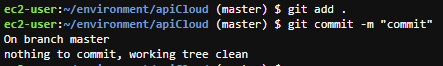 ec2-user:~/environment/apiCloud (master) $ git add .
ec2-user:~/environment/apiCloud (master) $ git commit -m "commit"
On branch master
nothing to commit, working tree clean